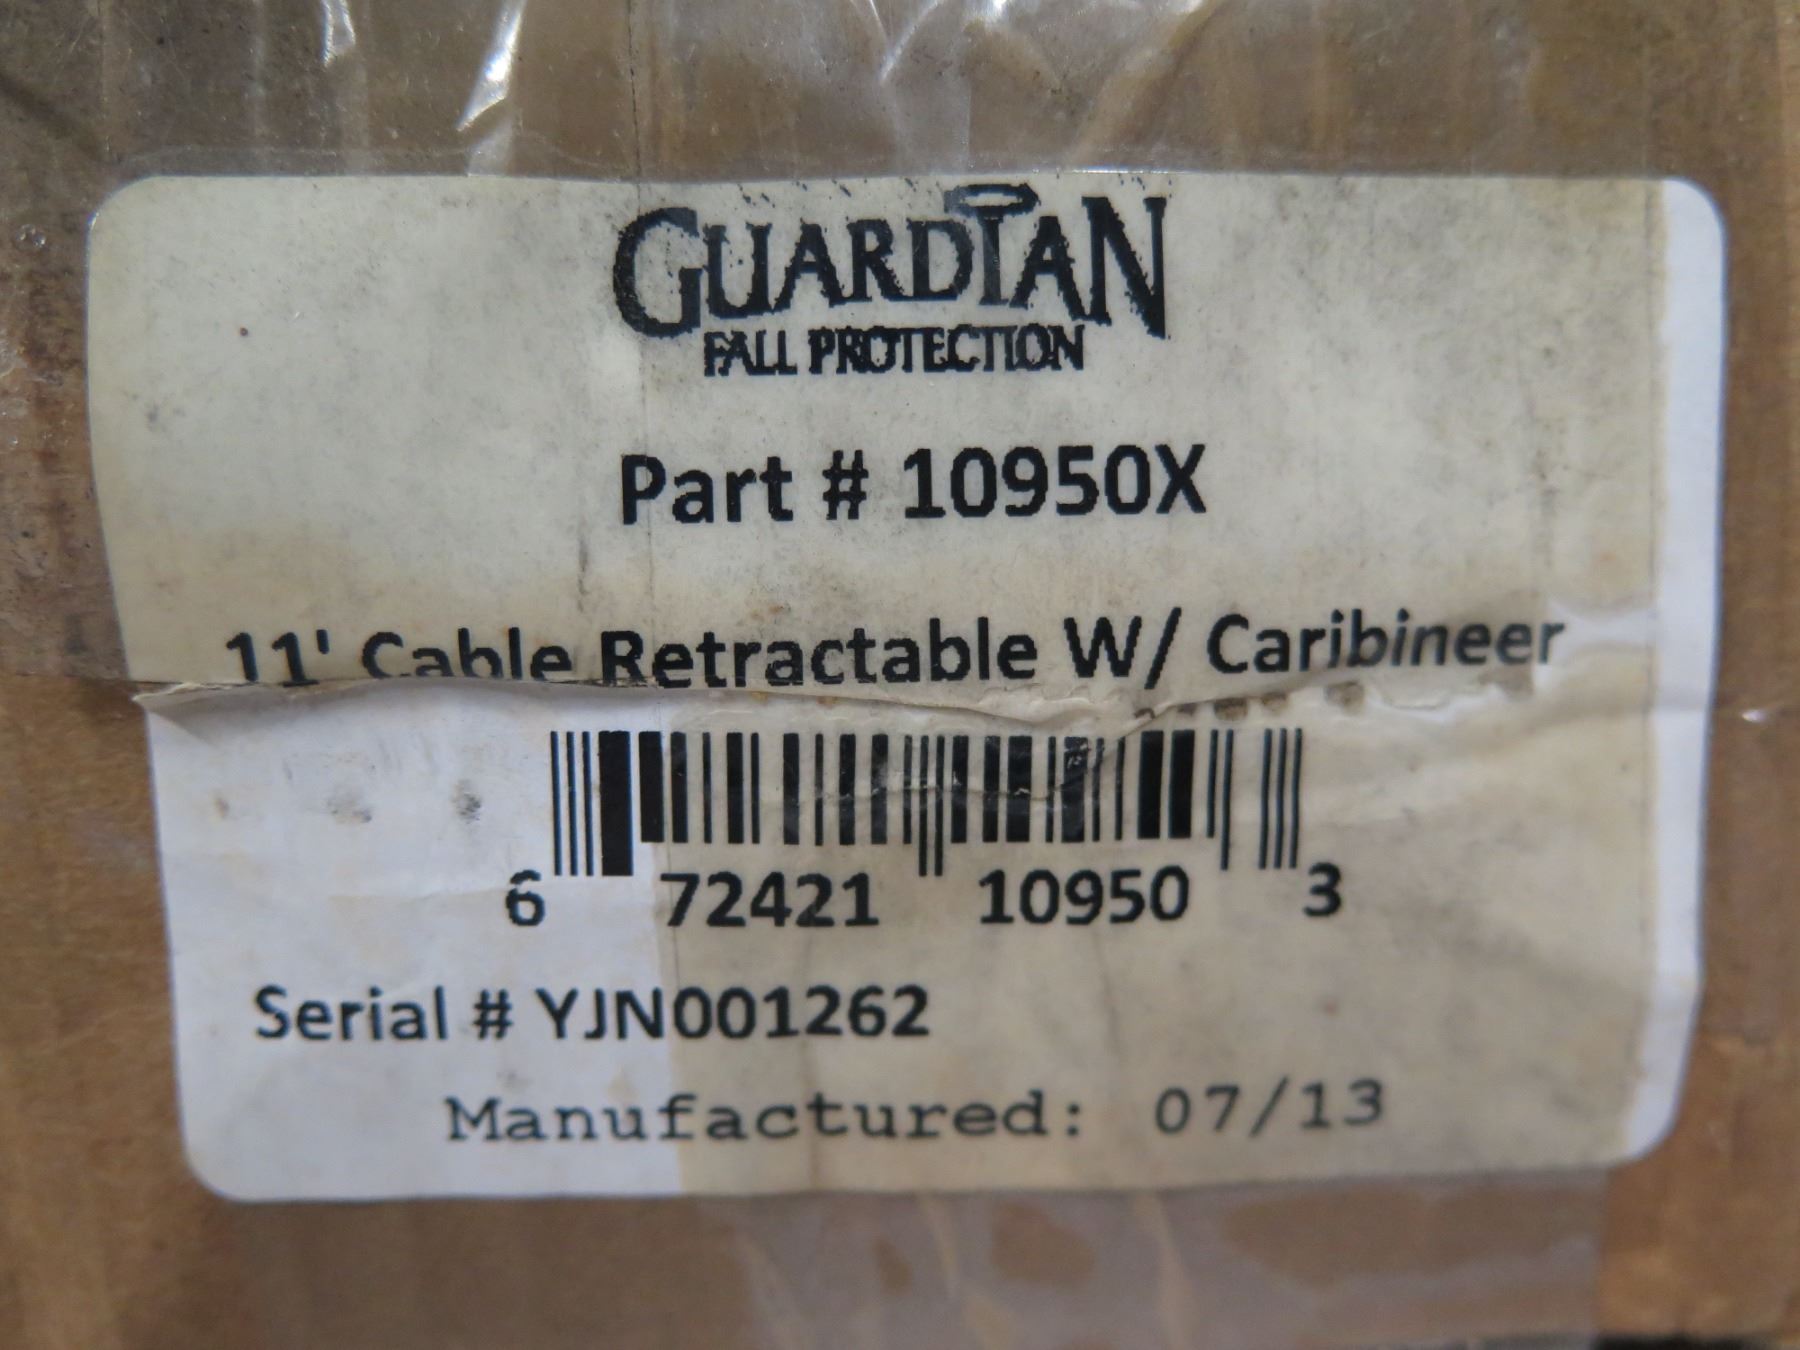 GUARDIAN
FALL PROTECTION
Part # 10950X
11' Cable Retractable W/ Caribineer
6 72421 10950 3
Serial # YJN001262
Manufactured: 07/13